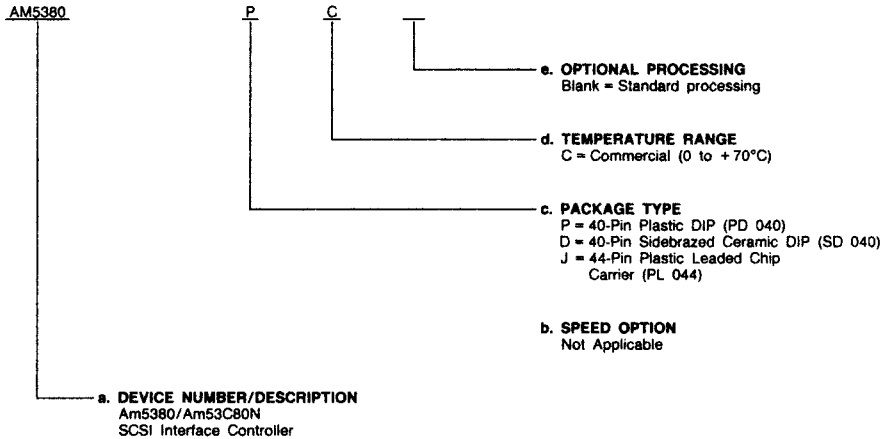 AM5380 P C
e. OPTIONAL PROCESSING
Blank = Standard processing
d. TEMPERATURE RANGE
C = Commercial (0 to +70°C)
c. PACKAGE TYPE
P = 40-Pin Plastic DIP (PD 040)
D = 40-Pin Sidebrazed Ceramic DIP (SD 040)
J = 44-Pin Plastic Leaded Chip
Carrier (PL 044)
b. SPEED OPTION
Not Applicable
a. DEVICE NUMBER/DESCRIPTION
Am5380/Am53C80N
SCSI Interface Controller